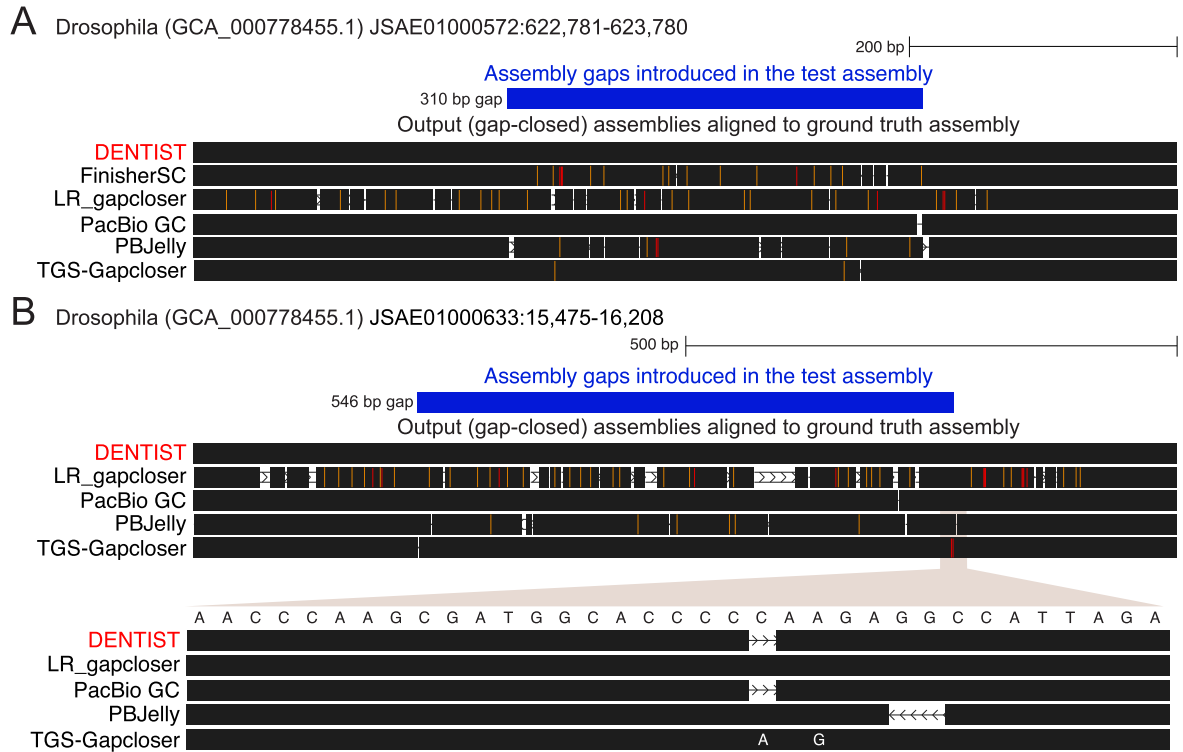 A Drosophila (GCA_000778455.1) JSAE01000572:622,781-623,780
200 bp
Assembly gaps introduced in the test assembly
310 bp gap
Output (gap-closed) assemblies aligned to ground truth assembly
DENTIST
FinisherSC
LR_gapcloser
PacBio GC
PBJelly
TGS-Gapcloser
B Drosophila (GCA_000778455.1) JSAE01000633:15,475-16,208
500 bp
Assembly gaps introduced in the test assembly
546 bp gap
Output (gap-closed) assemblies aligned to ground truth assembly
DENTIST
LR_gapcloser
PacBio GC
PBJelly
TGS-Gapcloser
A A C C C A A G C G A T G G C A C C C C C A A G A G G C C A T T A G A
DENTIST
LR_gapcloser
PacBio GC
PBJelly
TGS-Gapcloser A G